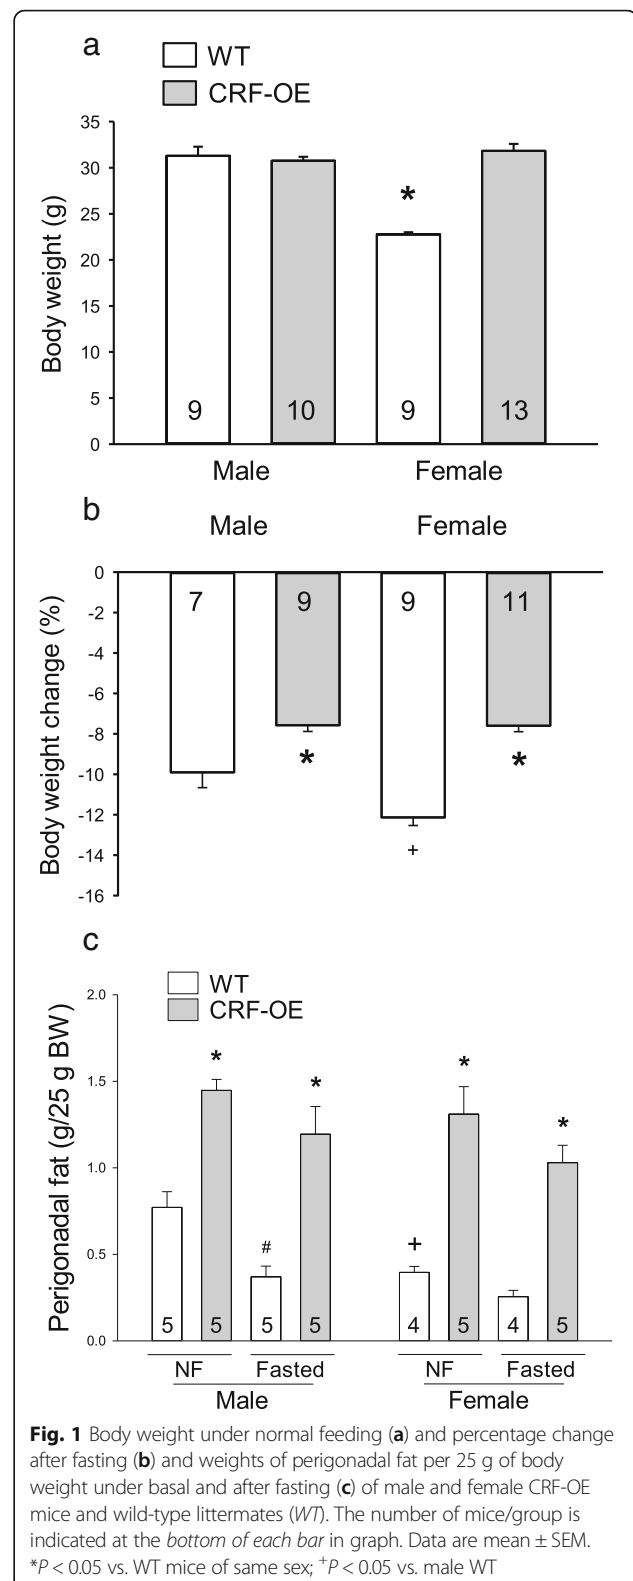 a
WT
CRF-OE
Body weight (g)
35
30
25
20
15
10
5
0
*
9
10
9
13
Male
Female
b
Male
Female
Body weight change (%)
0
-2
-4
-6
-8
-10
-12
-14
-16
7
9
9
11
*
*
+
c
WT
CRF-OE
Perigonadal fat (g/25 g BW)
2.0
1.5
1.0
0.5
0.0
*
*
*
*
#
+
5
5
5
5
4
5
4
5
NF
Fasted
NF
Fasted
Male
Female
Fig. 1 Body weight under normal feeding (a) and percentage change
after fasting (b) and weights of perigonadal fat per 25 g of body
weight under basal and after fasting (c) of male and female CRF-OE
mice and wild-type littermates (WT). The number of mice/group is
indicated at the bottom of each bar in graph. Data are mean ± SEM.
*P < 0.05 vs. WT mice of same sex; +P < 0.05 vs. male WT